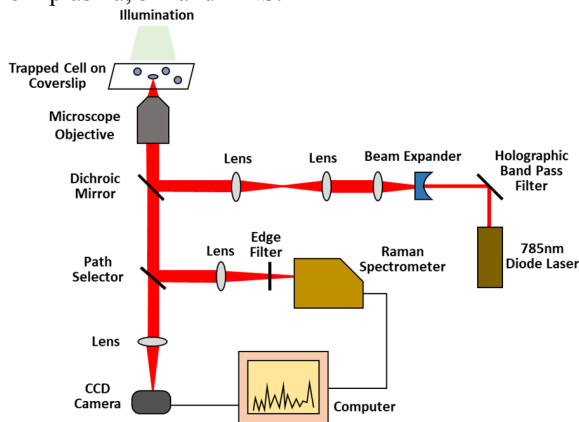 Illumination
Trapped Cell on
Coverslip
Microscope
Objective
Lens
Lens
Beam Expander
Holographic
Band Pass
Filter
Dichroic
Mirror
785nm
Diode Laser
Edge
Filter
Lens
Raman
Spectrometer
Path
Selector
Lens
CCD
Camera
Computer